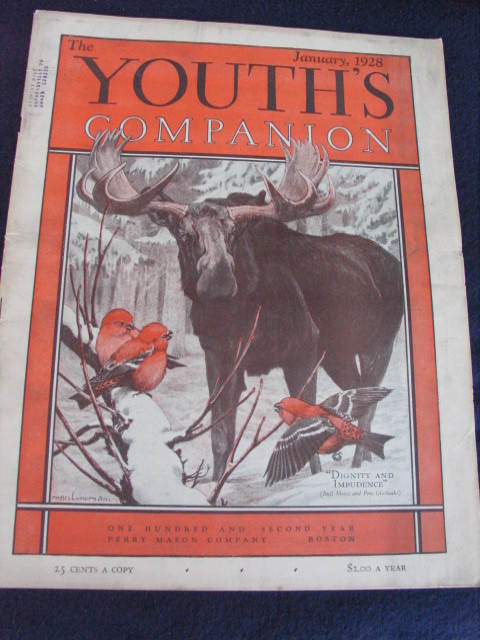 The
January, 1928
YOUTH'S
COMPANION
"DIGNITY AND
IMPUDENCE"
(Bull Moose and Pine Grosbeaks)
ONE HUNDRED AND SECOND YEAR
PERRY MASON COMPANY BOSTON
25 CENTS A COPY · · · $2.00 A YEAR